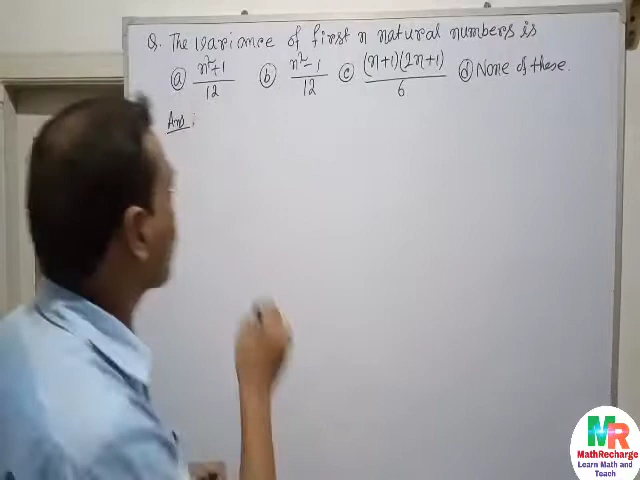 Q. The variance of first n natural numbers is
ⓐ n²+1/12 ⓑ n²-1/12 ⓒ (n+1)(2n+1)/6 ⓓ None of these.
Ans:
MR
MathRecharge
Learn Math and
Teach